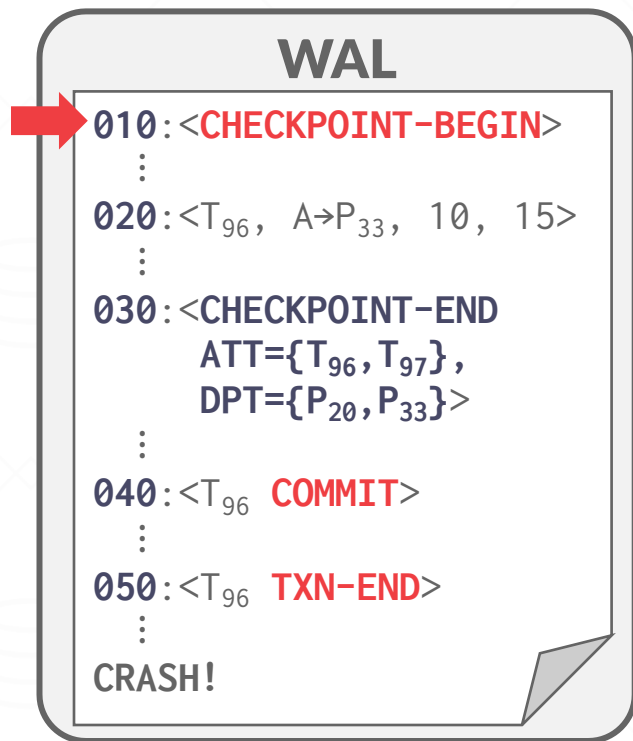 WAL
010:<CHECKPOINT-BEGIN>
⋮
020:<T₉₆, A→P₃₃, 10, 15>
⋮
030:<CHECKPOINT-END
ATT={T₉₆,T₉₇},
DPT={P₂₀,P₃₃}>
⋮
040:<T₉₆ COMMIT>
⋮
050:<T₉₆ TXN-END>
⋮
CRASH!